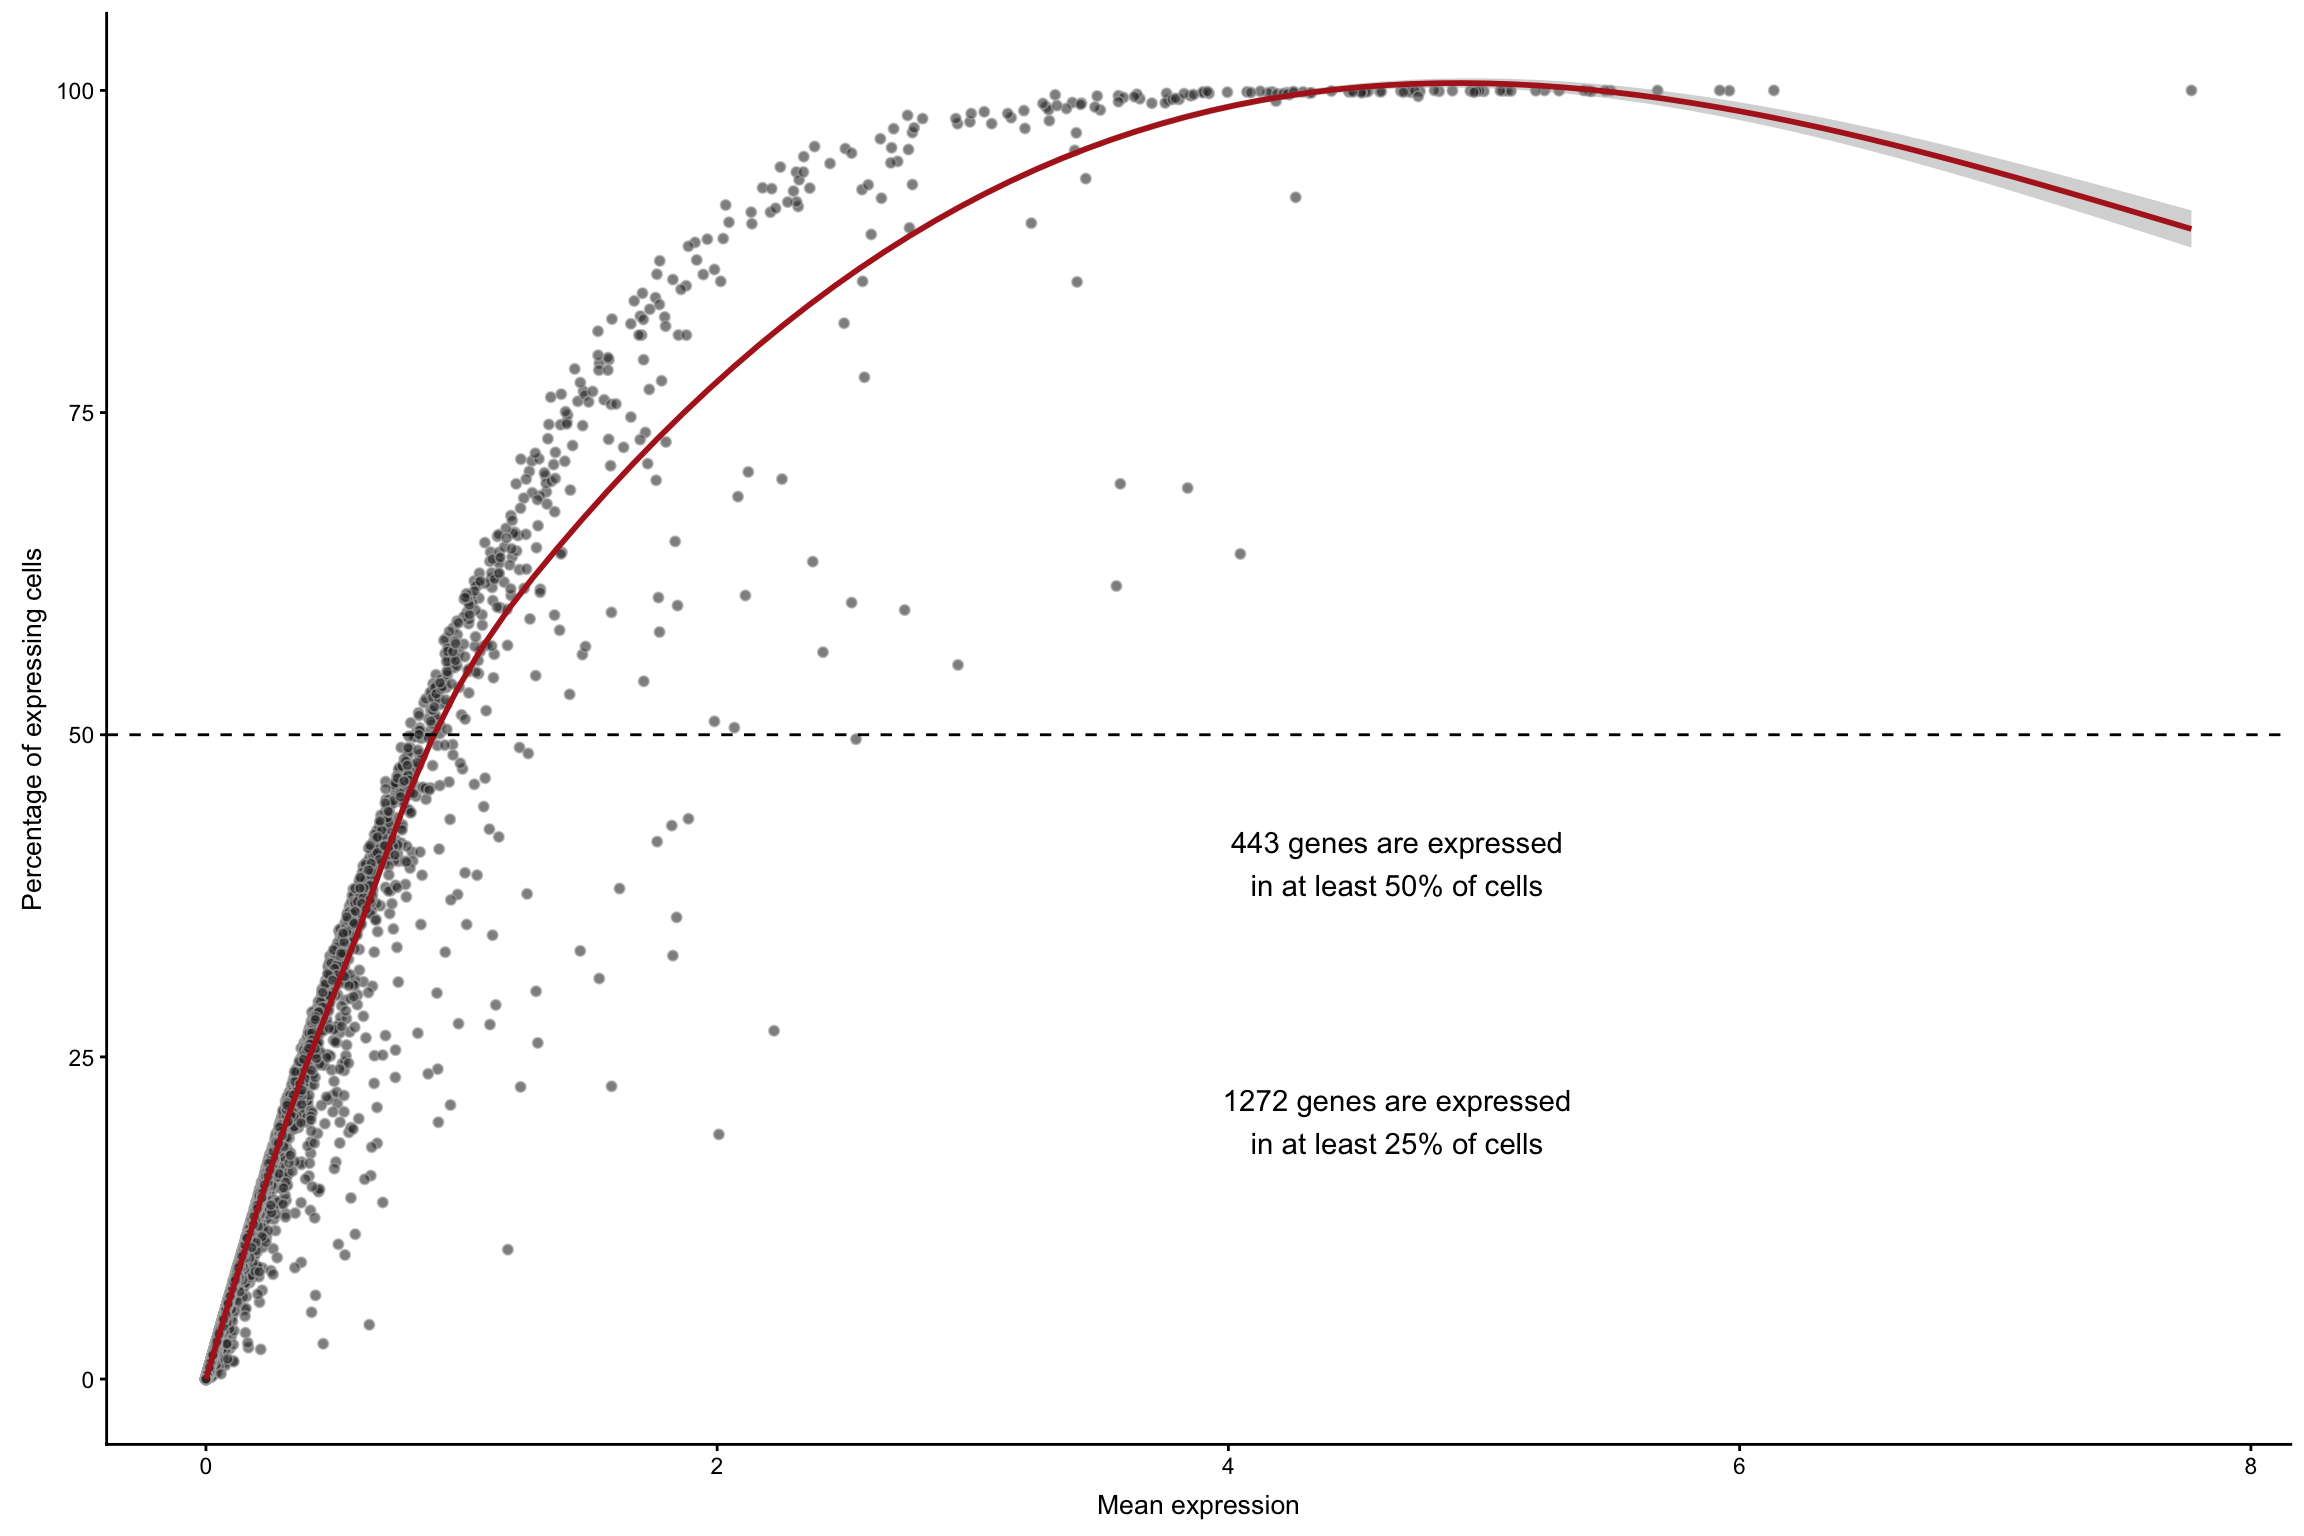 100
75
50
25
0
Percentage of expressing cells
443 genes are expressed
in at least 50% of cells
1272 genes are expressed
in at least 25% of cells
0 2 4 6 8
Mean expression